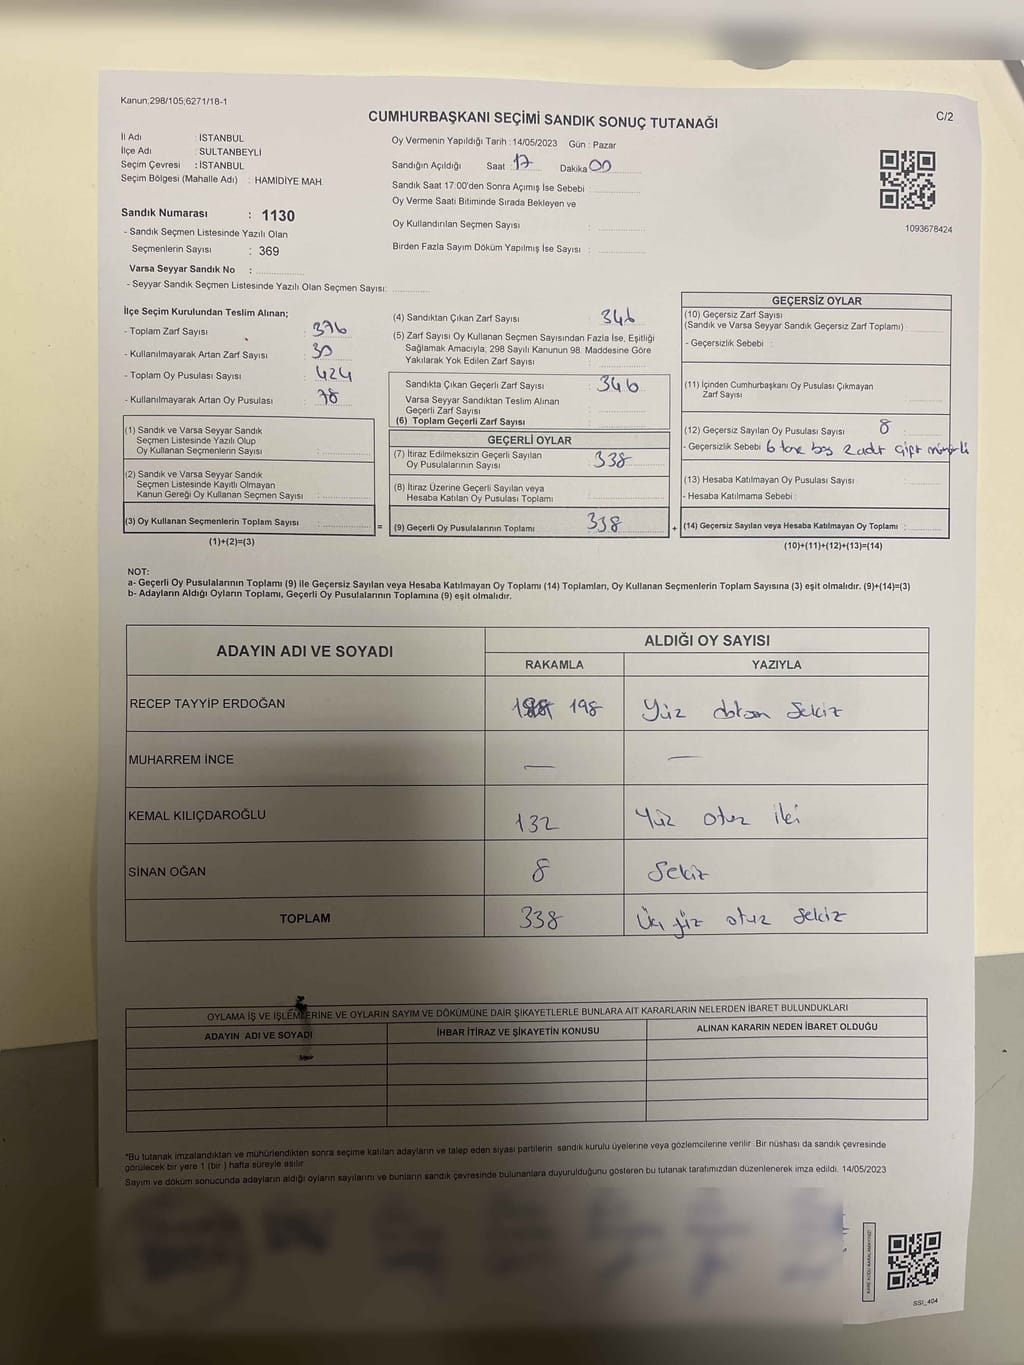 Kanun;298/105;6271/18-1
CUMHURBAŞKANI SEÇİMİ SANDIK SONUÇ TUTANAĞI
C/2
İl Adı : İSTANBUL
İlçe Adı : SULTANBEYLİ
Seçim Çevresi : İSTANBUL
Seçim Bölgesi (Mahalle Adı) : HAMİDİYE MAH.
Sandık Numarası : 1130
- Sandık Seçmen Listesinde Yazılı Olan
Seçmenlerin Sayısı : 369
Varsa Seyyar Sandık No :
- Seyyar Sandık Seçmen Listesinde Yazılı Olan Seçmen Sayısı:
Oy Vermenin Yapıldığı Tarih : 14/05/2023 Gün : Pazar
Sandığın Açıldığı Saat : 17 Dakika 00
Sandık Saat 17:00'den Sonra Açımış İse Sebebi :
Oy Verme Saati Bitiminde Sırada Bekleyen ve
Oy Kullandırılan Seçmen Sayısı :
Birden Fazla Sayım Döküm Yapılmış İse Sayısı :
1093678424
İlçe Seçim Kurulundan Teslim Alınan;
- Toplam Zarf Sayısı : 376
- Kullanılmayarak Artan Zarf Sayısı : 30
- Toplam Oy Pusulası Sayısı : 424
- Kullanılmayarak Artan Oy Pusulası : 78
(1) Sandık ve Varsa Seyyar Sandık
Seçmen Listesinde Yazılı Olup
Oy Kullanan Seçmenlerin Sayısı :
(2) Sandık ve Varsa Seyyar Sandık
Seçmen Listesinde Kayıtlı Olmayan
Kanun Gereği Oy Kullanan Seçmen Sayısı :
(3) Oy Kullanan Seçmenlerin Toplam Sayısı :
(1)+(2)=(3)
=
(4) Sandıktan Çıkan Zarf Sayısı : 346
(5) Zarf Sayısı Oy Kullanan Seçmen Sayısından Fazla İse, Eşitliği
Sağlamak Amacıyla; 298 Sayılı Kanunun 98. Maddesine Göre
Yakılarak Yok Edilen Zarf Sayısı :
Sandıkta Çıkan Geçerli Zarf Sayısı : 346
Varsa Seyyar Sandıktan Teslim Alınan
Geçerli Zarf Sayısı :
(6) Toplam Geçerli Zarf Sayısı :
GEÇERLİ OYLAR
(7) İtiraz Edilmeksizin Geçerli Sayılan
Oy Pusulalarının Sayısı : 338
(8) İtiraz Üzerine Geçerli Sayılan veya
Hesaba Katılan Oy Pusulası Toplamı :
(9) Geçerli Oy Pusulalarının Toplamı : 338
+
GEÇERSİZ OYLAR
(10) Geçersiz Zarf Sayısı
(Sandık ve Varsa Seyyar Sandık Geçersiz Zarf Toplamı) :
- Geçersizlik Sebebi :
(11) İçinden Cumhurbaşkanı Oy Pusulası Çıkmayan
Zarf Sayısı :
(12) Geçersiz Sayılan Oy Pusulası Sayısı : 8
- Geçersizlik Sebebi 6 tane boş 2 adt çift mühürlü
(13) Hesaba Katılmayan Oy Pusulası Sayısı :
- Hesaba Katılmama Sebebi :
(14) Geçersiz Sayılan veya Hesaba Katılmayan Oy Toplamı :
(10)+(11)+(12)+(13)=(14)
NOT:
a- Geçerli Oy Pusulalarının Toplamı (9) ile Geçersiz Sayılan veya Hesaba Katılmayan Oy Toplamı (14) Toplamları, Oy Kullanan Seçmenlerin Toplam Sayısına (3) eşit olmalıdır. (9)+(14)=(3)
b- Adayların Aldığı Oyların Toplamı, Geçerli Oy Pusulalarının Toplamına (9) eşit olmalıdır.
ADAYIN ADI VE SOYADI
ALDIĞI OY SAYISI
RAKAMLA YAZIYLA
RECEP TAYYİP ERDOĞAN 198 Yüz doksan Sekiz
MUHARREM İNCE — —
KEMAL KILIÇDAROĞLU 132 Yüz otuz iki
SİNAN OĞAN 8 Sekiz
TOPLAM 338 Üç yüz otuz Sekiz
OYLAMA İŞ VE İŞLEMLERİNE VE OYLARIN SAYIM VE DÖKÜMÜNE DAİR ŞİKAYETLERLE BUNLARA AİT KARARLARIN NELERDEN İBARET BULUNDUKLARI
ADAYIN ADI VE SOYADI İHBAR İTİRAZ VE ŞİKAYETİN KONUSU ALINAN KARARIN NEDEN İBARET OLDUĞU
*Bu tutanak imzalandıktan ve mühürlendikten sonra seçime katılan adayların ve talep eden siyasi partilerin sandık kurulu üyelerine veya gözlemcilerine verilir. Bir nüshası da sandık çevresinde
görülecek bir yere 1 (bir) hafta süreyle asılır.
Sayım ve döküm sonucunda adayların aldığı oyların sayılarını ve bunların sandık çevresinde bulunanlara duyurulduğunu gösteren bu tutanak tarafımızdan düzenlenerek imza edildi. 14/05/2023
SSİ_404